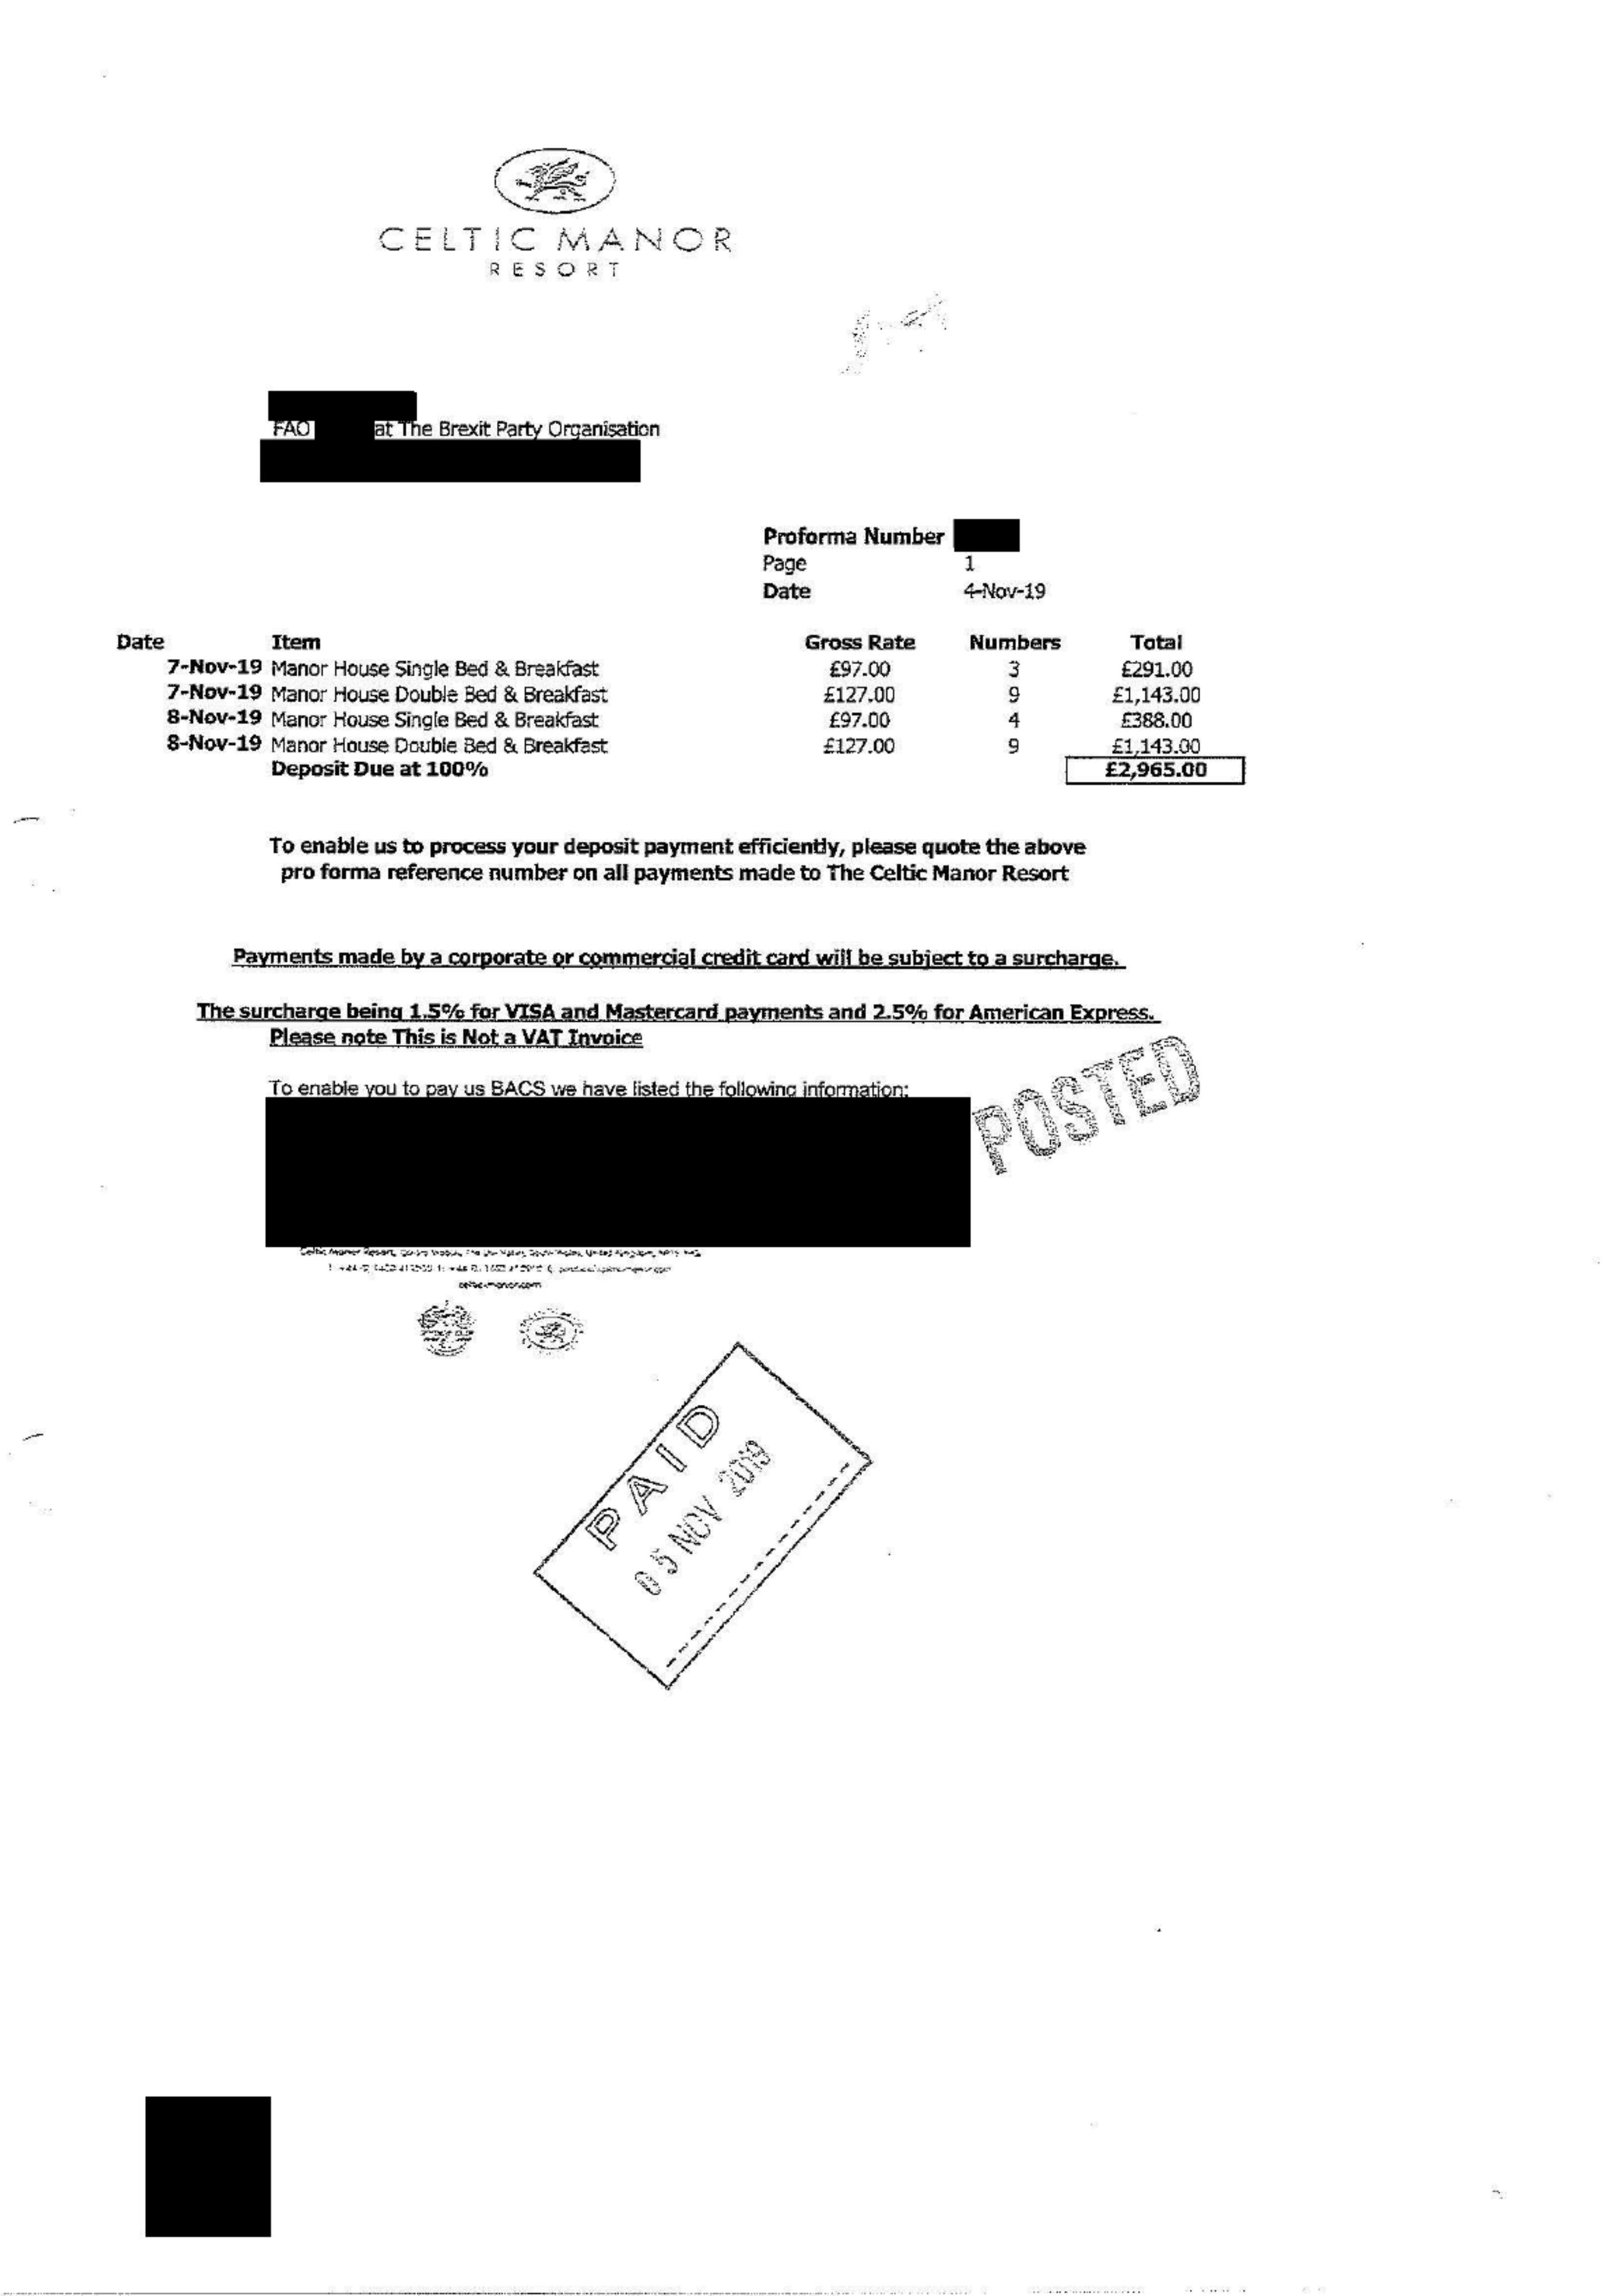 CELTIC MANOR
RESORT
FAO at The Brexit Party Organisation
Proforma Number
Page 1
Date 4-Nov-19
Date Item Gross Rate Numbers Total
7-Nov-19 Manor House Single Bed & Breakfast £97.00 3 £291.00
7-Nov-19 Manor House Double Bed & Breakfast £127.00 9 £1,143.00
8-Nov-19 Manor House Single Bed & Breakfast £97.00 4 £388.00
8-Nov-19 Manor House Double Bed & Breakfast £127.00 9 £1,143.00
Deposit Due at 100% £2,965.00
To enable us to process your deposit payment efficiently, please quote the above
pro forma reference number on all payments made to The Celtic Manor Resort
Payments made by a corporate or commercial credit card will be subject to a surcharge.
The surcharge being 1.5% for VISA and Mastercard payments and 2.5% for American Express.
Please note This is Not a VAT Invoice
To enable you to pay us BACS we have listed the following information:
POSTED
Celtic Manor Resort,
celtic-manor.com
PAID
05 NOV 2019